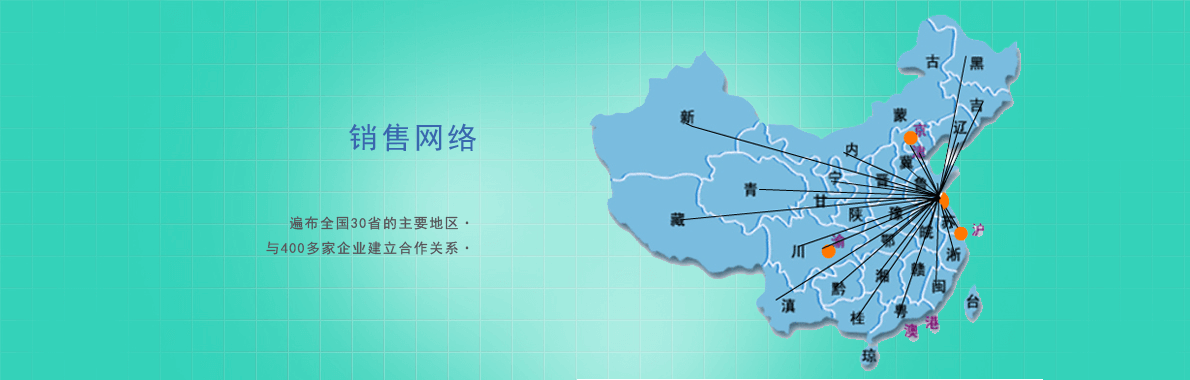 销售网络
遍布全国30省的主要地区·
与400多家企业建立合作关系·
古
黑
新
蒙
吉
京
辽
津
内
冀
宁
晋
鲁
青
甘
藏
陕
豫
苏
皖
沪
川
渝
鄂
浙
湘
赣
黔
闽
滇
台
桂
粤
港
澳
琼